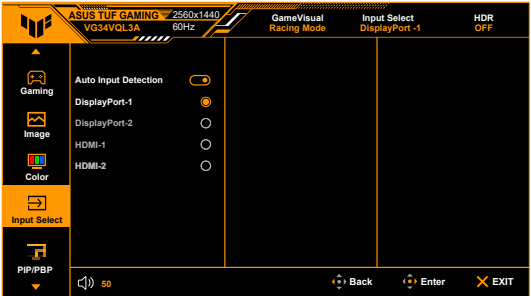 ASUS TUF GAMING 2560x1440
VG34VQL3A 60Hz
GameVisual
Racing Mode
Input Select
DisplayPort -1
HDR
OFF
Gaming
Image
Color
Input Select
PIP/PBP
Auto Input Detection
DisplayPort-1
DisplayPort-2
HDMI-1
HDMI-2
50
Back
Enter
EXIT